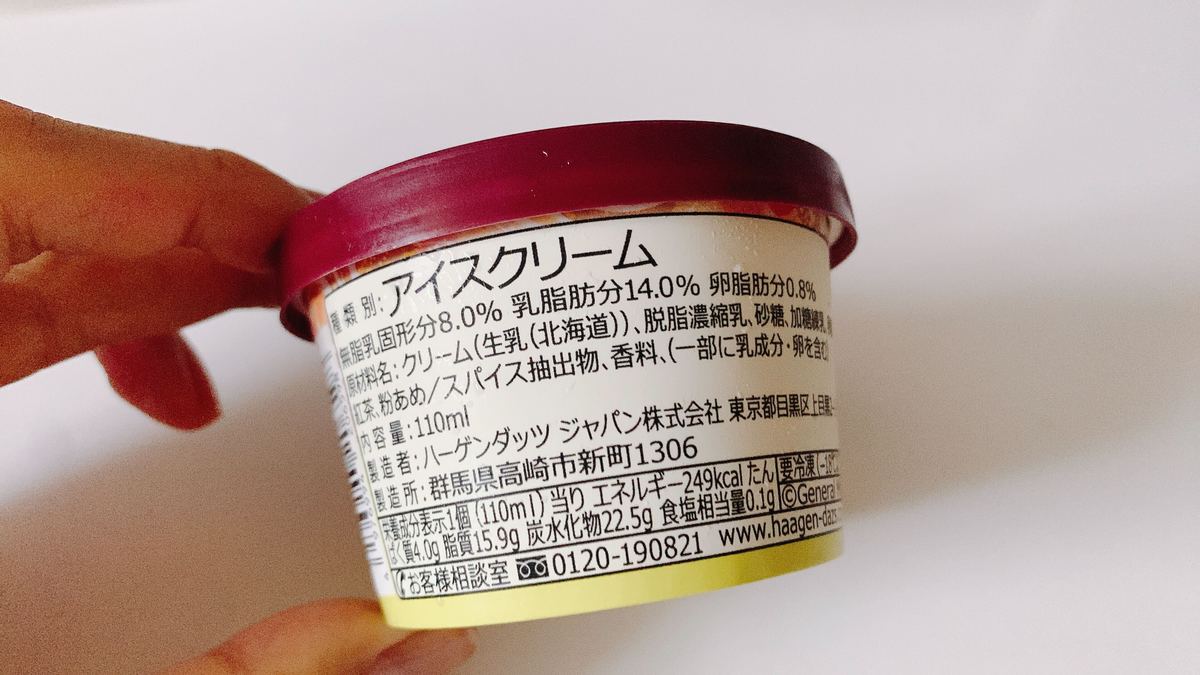 種類別:アイスクリーム
無脂乳固形分8.0% 乳脂肪分14.0% 卵脂肪分0.8%
原材料名:クリーム(生乳(北海道))、脱脂濃縮乳、砂糖、加糖練乳、
紅茶、粉あめ/スパイス抽出物、香料、(一部に乳成分・卵を含む
内容量:110ml
製造者:ハーゲンダッツ ジャパン株式会社 東京都目黒区上目黒
製造所:群馬県高崎市新町1306
栄養成分表示1個(110ml)当り エネルギー249kcal たん
ぱく質4.0g 脂質15.9g 炭水化物22.5g 食塩相当量0.1g
要冷凍(-18℃
©General
お客様相談室 0120-190821 www.haagen-dazs